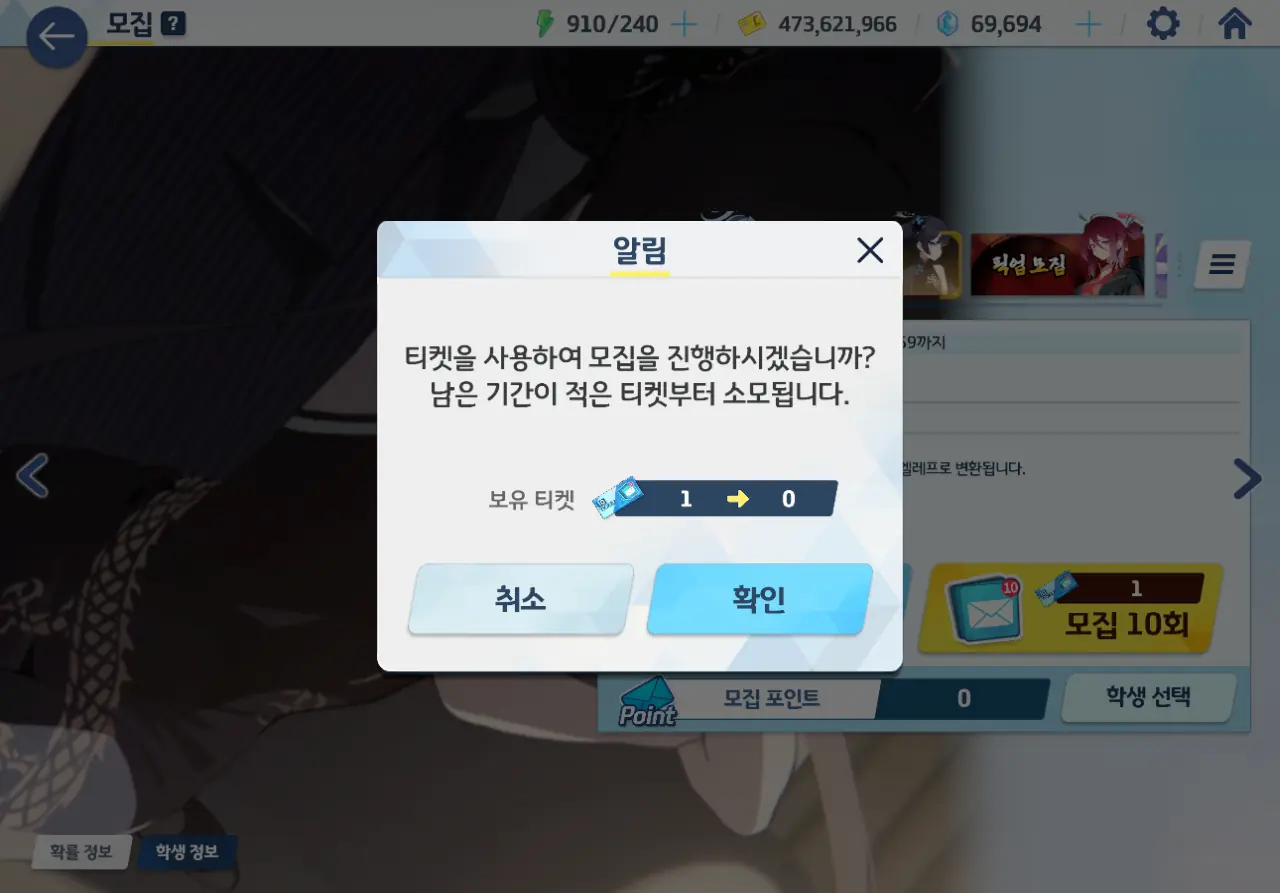 모집 ?
910/240
473,621,966
69,694
알림
픽업 모집
티켓을 사용하여 모집을 진행하시겠습니까?
남은 기간이 적은 티켓부터 소모됩니다.
59까지
엘레프로 변환됩니다.
보유 티켓 1 0
취소
확인
10
1
모집 10회
Point
모집 포인트
0
학생 선택
확률 정보
학생 정보